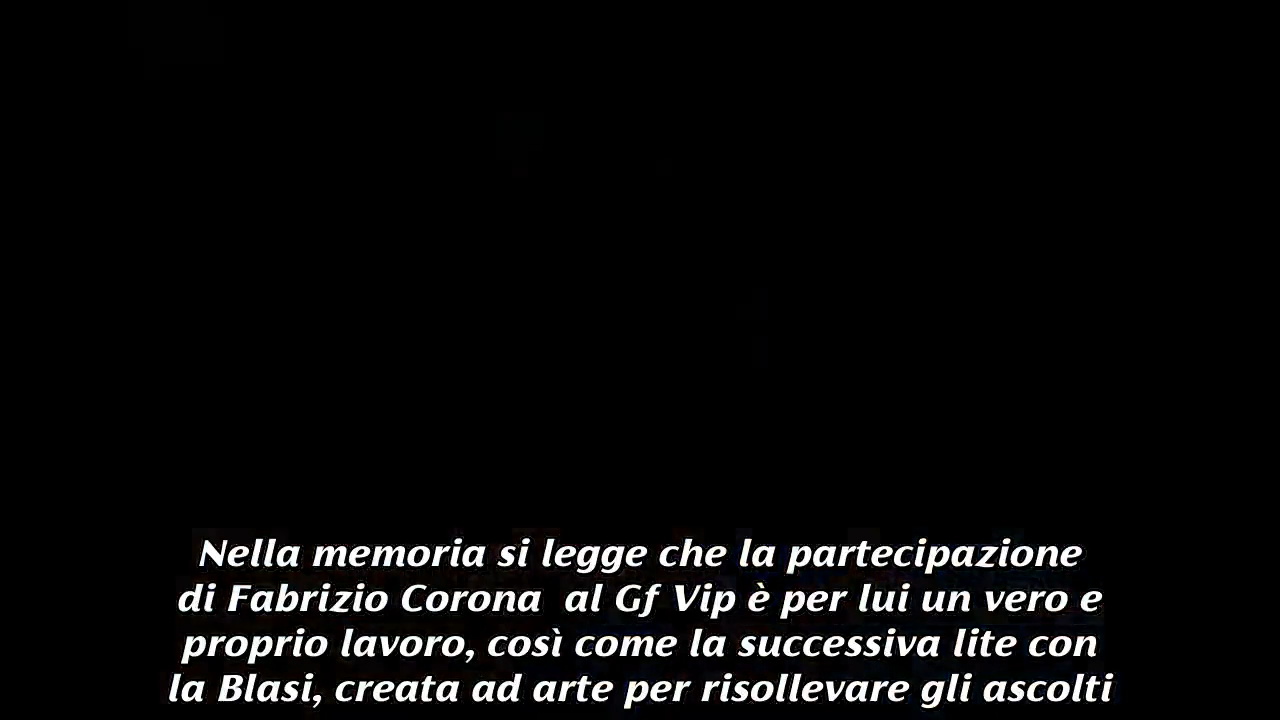 Nella memoria si legge che la partecipazione
di Fabrizio Corona al Gf Vip è per lui un vero e
proprio lavoro, così come la successiva lite con
la Blasi, creata ad arte per risollevare gli ascolti